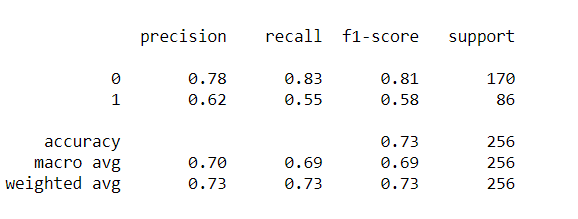 precision recall f1-score support
0 0.78 0.83 0.81 170
1 0.62 0.55 0.58 86
accuracy 0.73 256
macro avg 0.70 0.69 0.69 256
weighted avg 0.73 0.73 0.73 256